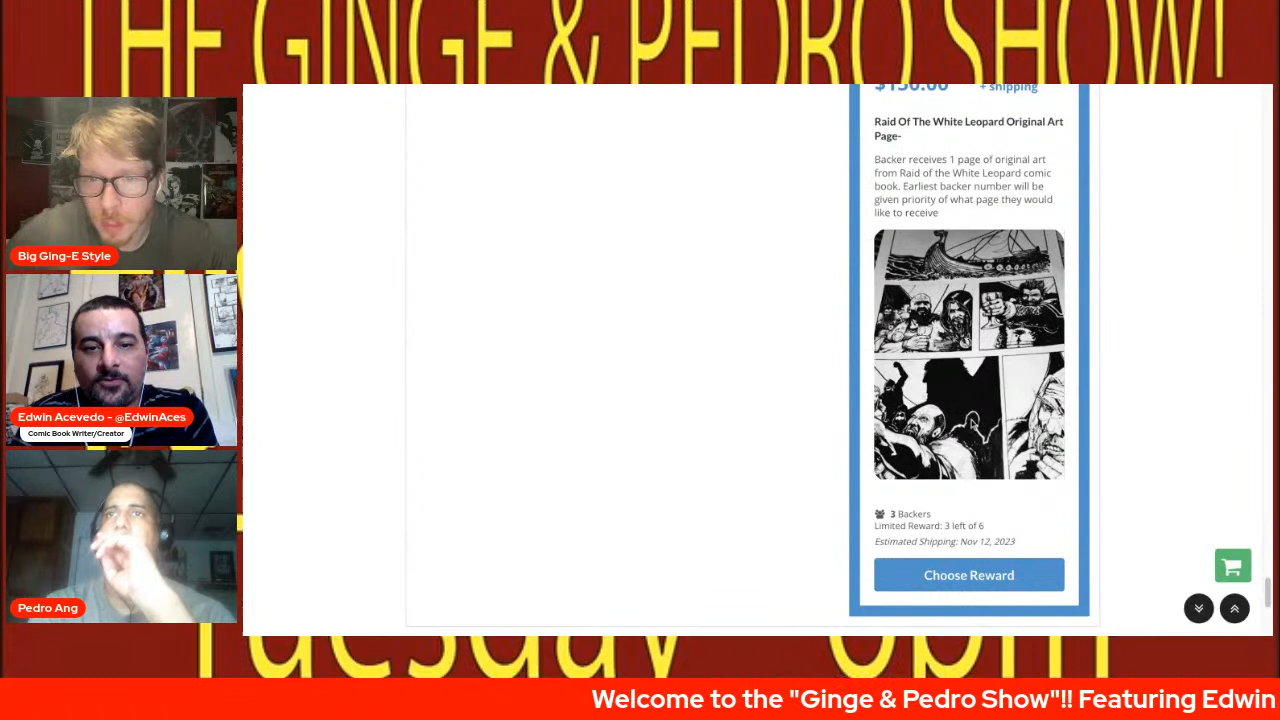 THE GINGE & PEDRO SHOW!
$150.00 + shipping
Raid Of The White Leopard Original Art
Page-
Backer receives 1 page of original art
from Raid of the White Leopard comic
book. Earliest backer number will be
given priority of what page they would
like to receive
3 Backers
Limited Reward: 3 left of 6
Estimated Shipping: Nov 12, 2023
Choose Reward
Big Ging-E Style
Edwin Acevedo - @EdwinAces
Comic Book Writer/Creator
Pedro Ang
Tuesday 8pm
Welcome to the "Ginge & Pedro Show"!! Featuring Edwin